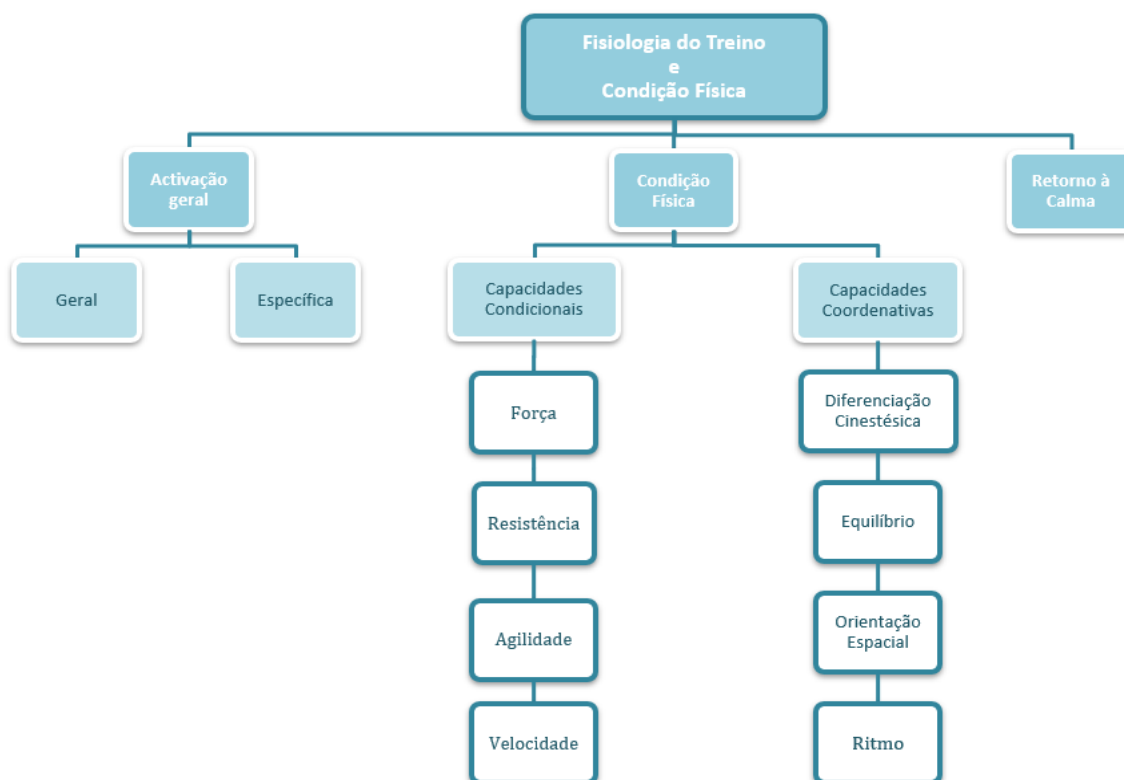 Fisiologia do Treino
e
Condição Física
Activação
geral
Condição
Física
Retorno à
Calma
Geral
Específica
Capacidades
Condicionais
Capacidades
Coordenativas
Força
Diferenciação
Cinestésica
Resistência
Equilíbrio
Agilidade
Orientação
Espacial
Velocidade
Ritmo